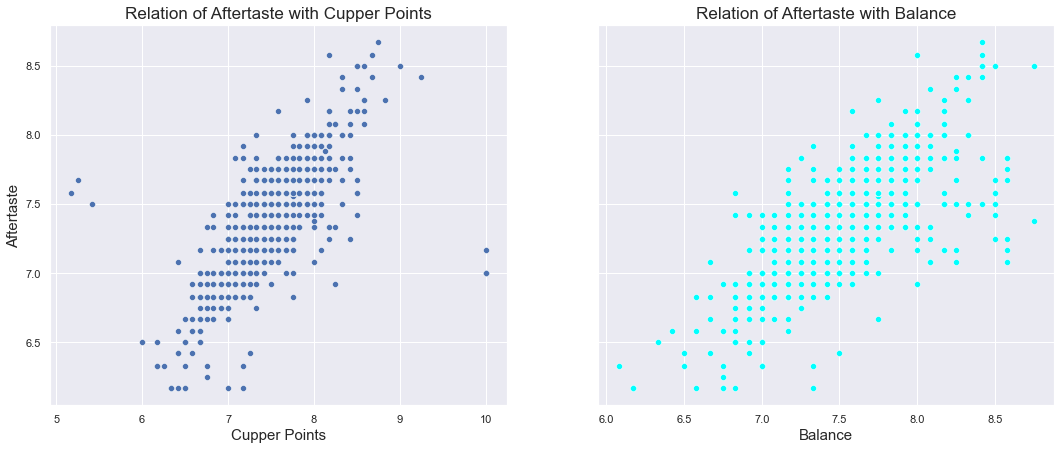 Relation of Aftertaste with Cupper Points
Aftertaste
8.5
8.0
7.5
7.0
6.5
5 6 7 8 9 10
Cupper Points
Relation of Aftertaste with Balance
6.0 6.5 7.0 7.5 8.0 8.5
Balance